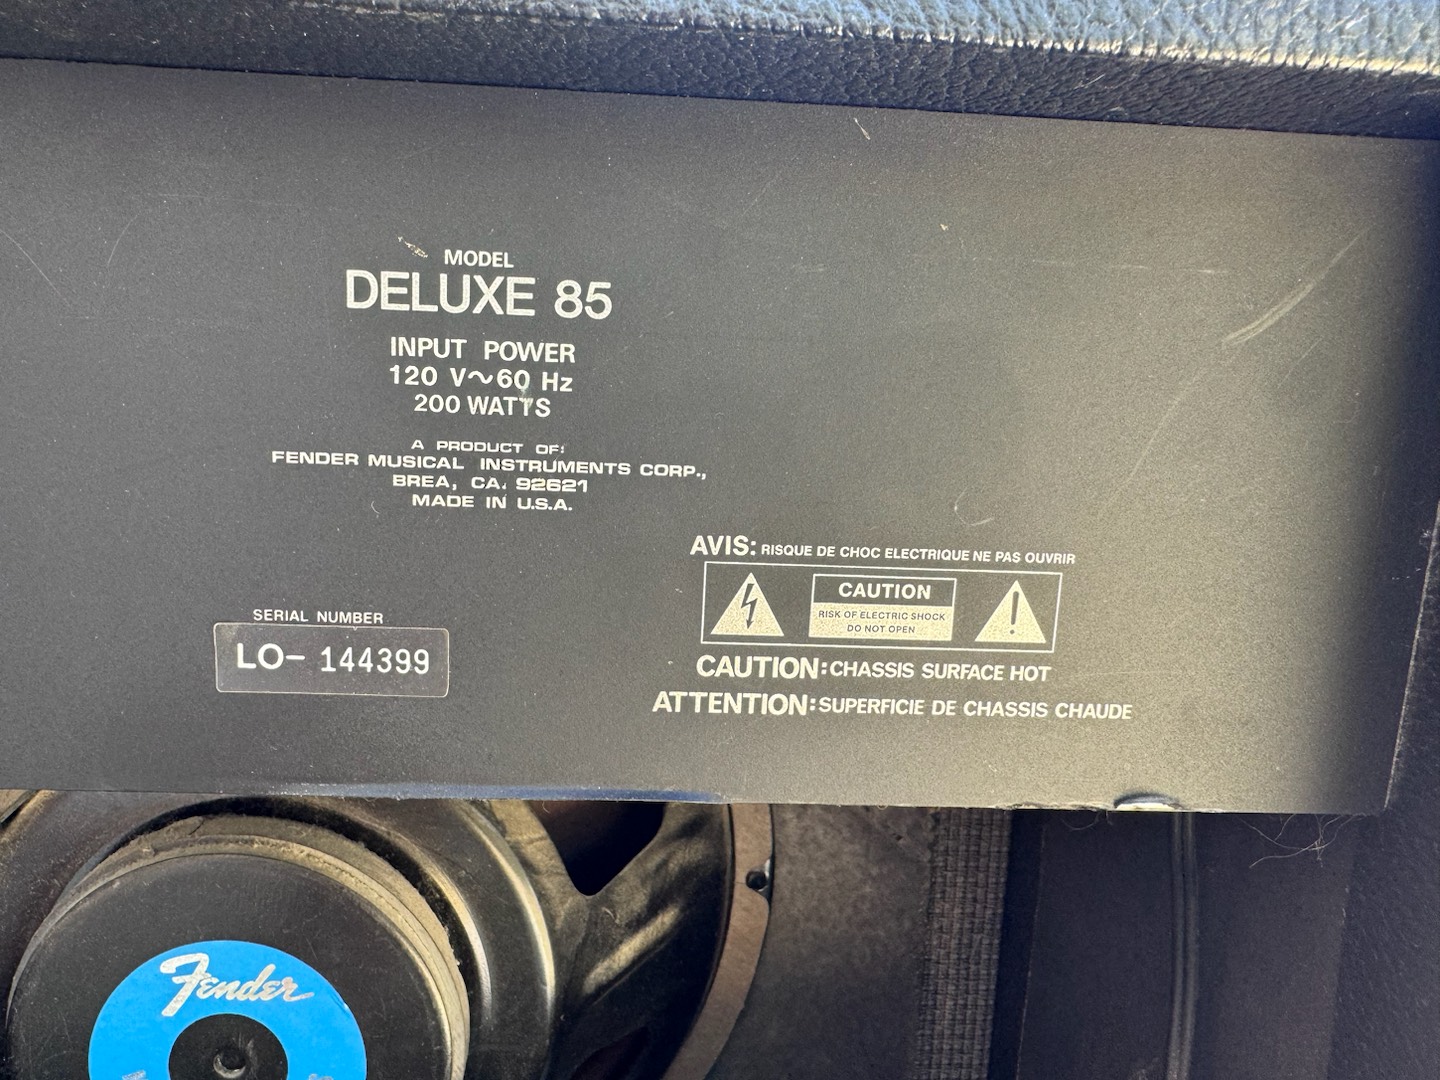 MODEL
DELUXE 85
INPUT POWER
120 V~60 Hz
200 WATTS
A PRODUCT OF:
FENDER MUSICAL INSTRUMENTS CORP.,
BREA, CA. 92621
MADE IN U.S.A.
SERIAL NUMBER
LO- 144399
AVIS: RISQUE DE CHOC ELECTRIQUE NE PAS OUVRIR
CAUTION
RISK OF ELECTRIC SHOCK
DO NOT OPEN
CAUTION: CHASSIS SURFACE HOT
ATTENTION: SUPERFICIE DE CHASSIS CHAUDE
Fender